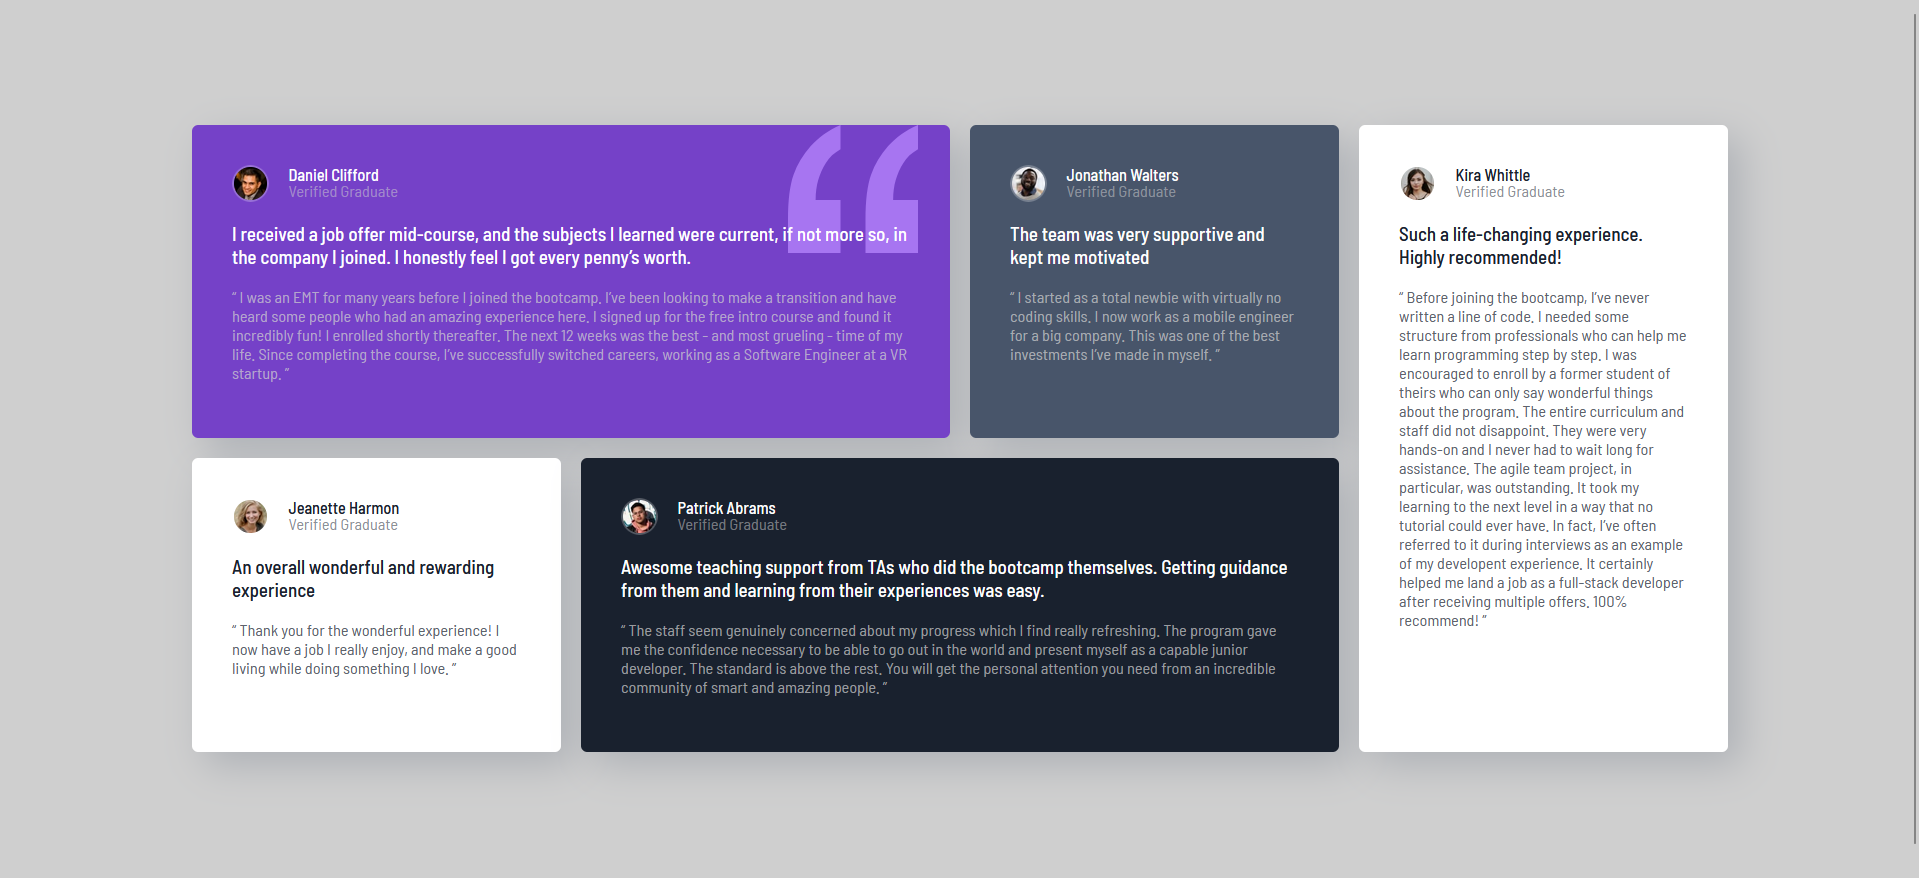 Daniel Clifford
Verified Graduate
I received a job offer mid-course, and the subjects I learned were current, if not more so, in
the company I joined. I honestly feel I got every penny’s worth.
“ I was an EMT for many years before I joined the bootcamp. I’ve been looking to make a transition and have
heard some people who had an amazing experience here. I signed up for the free intro course and found it
incredibly fun! I enrolled shortly thereafter. The next 12 weeks was the best - and most grueling - time of my
life. Since completing the course, I’ve successfully switched careers, working as a Software Engineer at a VR
startup. ”
Jonathan Walters
Verified Graduate
The team was very supportive and
kept me motivated
“ I started as a total newbie with virtually no
coding skills. I now work as a mobile engineer
for a big company. This was one of the best
investments I’ve made in myself. ”
Kira Whittle
Verified Graduate
Such a life-changing experience.
Highly recommended!
“ Before joining the bootcamp, I’ve never
written a line of code. I needed some
structure from professionals who can help me
learn programming step by step. I was
encouraged to enroll by a former student of
theirs who can only say wonderful things
about the program. The entire curriculum and
staff did not disappoint. They were very
hands-on and I never had to wait long for
assistance. The agile team project, in
particular, was outstanding. It took my
learning to the next level in a way that no
tutorial could ever have. In fact, I’ve often
referred to it during interviews as an example
of my developent experience. It certainly
helped me land a job as a full-stack developer
after receiving multiple offers. 100%
recommend! ”
Jeanette Harmon
Verified Graduate
An overall wonderful and rewarding
experience
“ Thank you for the wonderful experience! I
now have a job I really enjoy, and make a good
living while doing something I love. ”
Patrick Abrams
Verified Graduate
Awesome teaching support from TAs who did the bootcamp themselves. Getting guidance
from them and learning from their experiences was easy.
“ The staff seem genuinely concerned about my progress which I find really refreshing. The program gave
me the confidence necessary to be able to go out in the world and present myself as a capable junior
developer. The standard is above the rest. You will get the personal attention you need from an incredible
community of smart and amazing people. ”